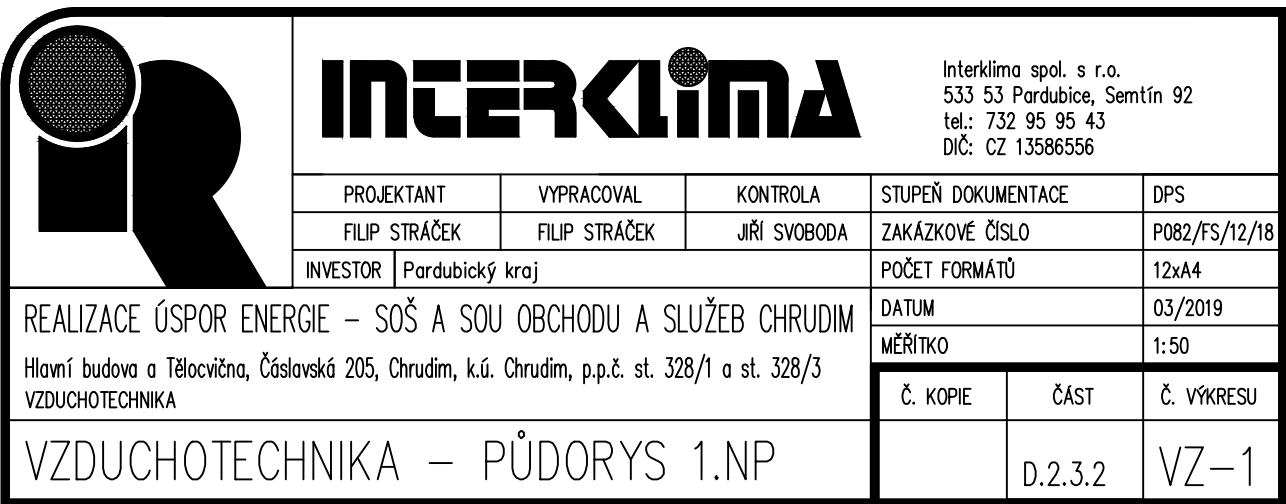 INTERKLIMA
Interklima spol. s r.o.
533 53 Pardubice, Semtín 92
tel.: 732 95 95 43
DIČ: CZ 13586556
PROJEKTANT VYPRACOVAL KONTROLA STUPEŇ DOKUMENTACE DPS
FILIP STRÁČEK FILIP STRÁČEK JIŘÍ SVOBODA ZAKÁZKOVÉ ČÍSLO P082/FS/12/18
INVESTOR Pardubický kraj POČET FORMÁTŮ 12xA4
REALIZACE ÚSPOR ENERGIE – SOŠ A SOU OBCHODU A SLUŽEB CHRUDIM
DATUM 03/2019
MĚŘÍTKO 1:50
Hlavní budova a Tělocvična, Čáslavská 205, Chrudim, k.ú. Chrudim, p.p.č. st. 328/1 a st. 328/3
VZDUCHOTECHNIKA
Č. KOPIE ČÁST Č. VÝKRESU
VZDUCHOTECHNIKA – PŮDORYS 1.NP
D.2.3.2 VZ–1